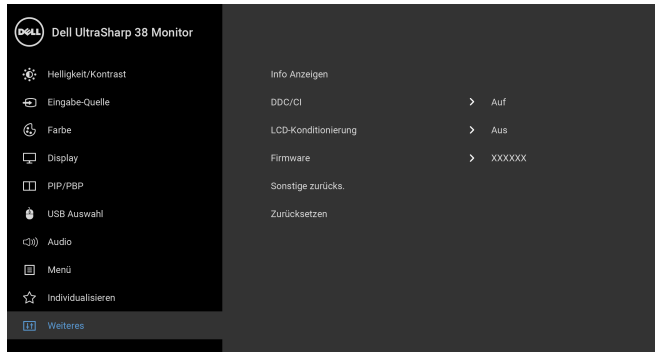 DELL Dell UltraSharp 38 Monitor
Helligkeit/Kontrast Info Anzeigen
Eingabe-Quelle DDC/CI Auf
Farbe LCD-Konditionierung Aus
Display Firmware XXXXXX
PIP/PBP Sonstige zurücks.
USB Auswahl Zurücksetzen
Audio
Menü
Individualisieren
Weiteres